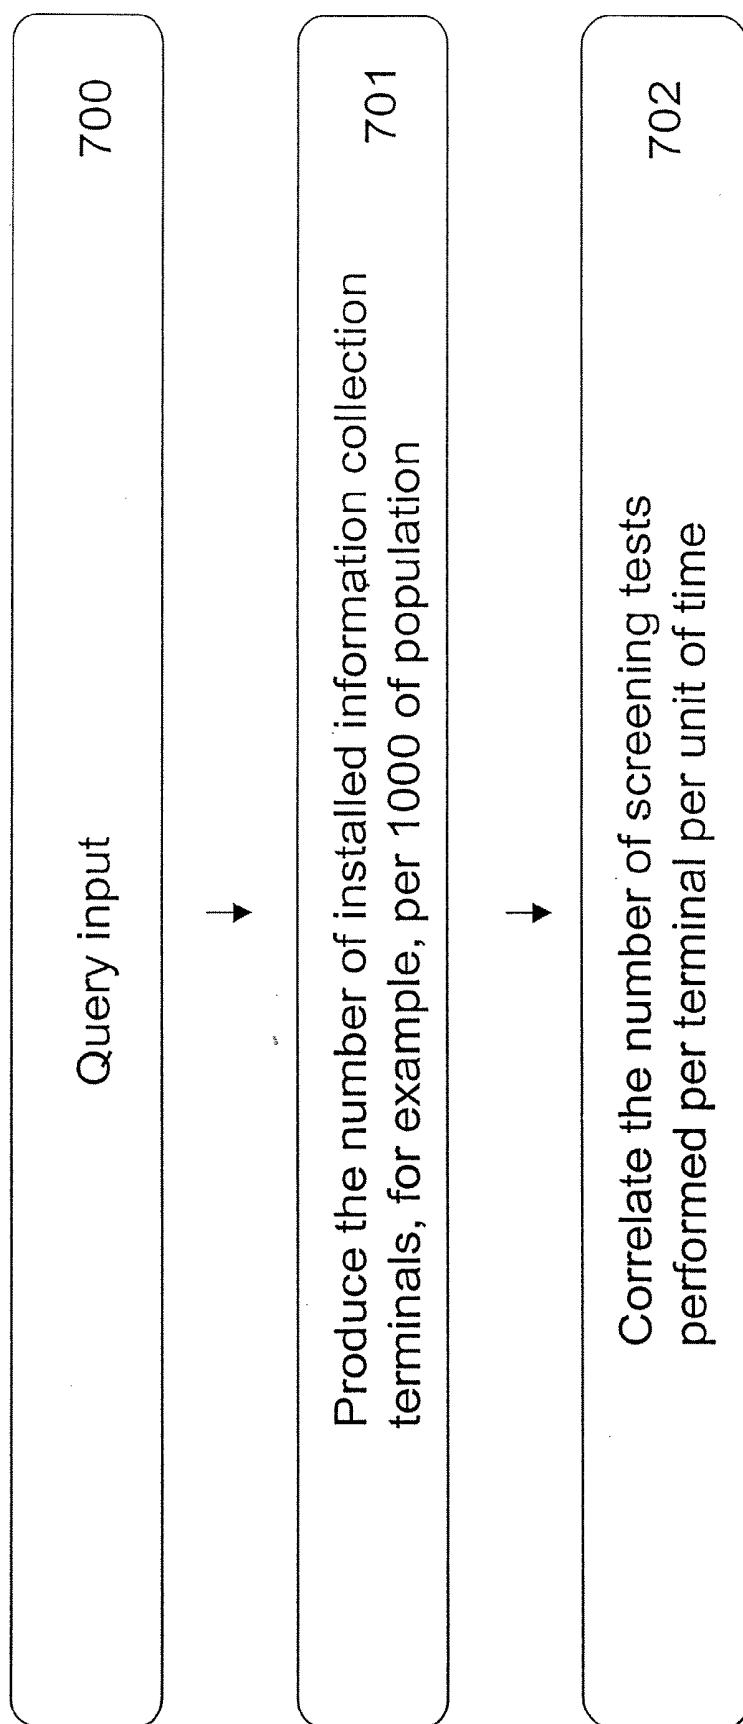 Query input
700
Produce the number of installed information collection
terminals, for example, per 1000 of population
701
Correlate the number of screening tests
performed per terminal per unit of time
702